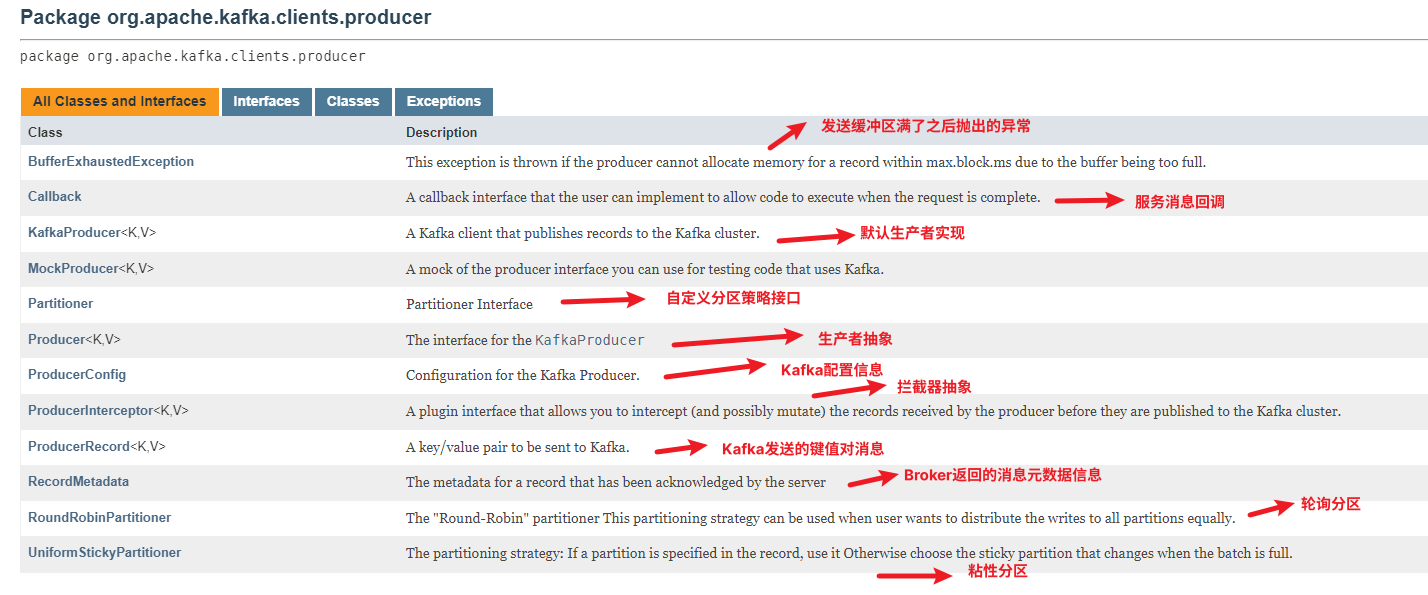 Package org.apache.kafka.clients.producer
package org.apache.kafka.clients.producer
All Classes and Interfaces Interfaces Classes Exceptions
Class Description
发送缓冲区满了之后抛出的异常
BufferExhaustedException This exception is thrown if the producer cannot allocate memory for a record within max.block.ms due to the buffer being too full.
Callback A callback interface that the user can implement to allow code to execute when the request is complete. 服务消息回调
KafkaProducer<K,V> A Kafka client that publishes records to the Kafka cluster. 默认生产者实现
MockProducer<K,V> A mock of the producer interface you can use for testing code that uses Kafka.
Partitioner Partitioner Interface 自定义分区策略接口
Producer<K,V> The interface for the KafkaProducer 生产者抽象
ProducerConfig Configuration for the Kafka Producer. Kafka配置信息
拦截器抽象
ProducerInterceptor<K,V> A plugin interface that allows you to intercept (and possibly mutate) the records received by the producer before they are published to the Kafka cluster.
ProducerRecord<K,V> A key/value pair to be sent to Kafka. Kafka发送的键值对消息
RecordMetadata The metadata for a record that has been acknowledged by the server Broker返回的消息元数据信息
RoundRobinPartitioner The "Round-Robin" partitioner This partitioning strategy can be used when user wants to distribute the writes to all partitions equally. 轮询分区
UniformStickyPartitioner The partitioning strategy: If a partition is specified in the record, use it Otherwise choose the sticky partition that changes when the batch is full.
粘性分区